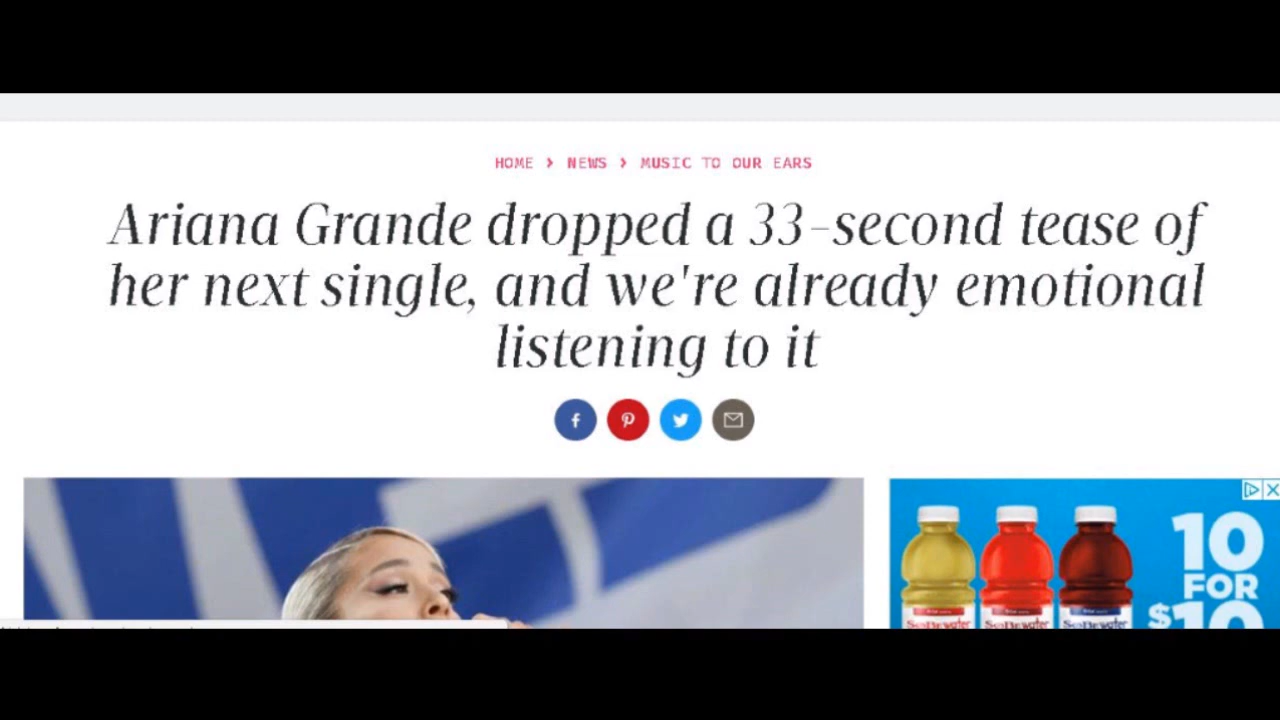 HOME > NEWS > MUSIC TO OUR EARS
Ariana Grande dropped a 33-second tease of
her next single, and we're already emotional
listening to it
10
FOR
$10